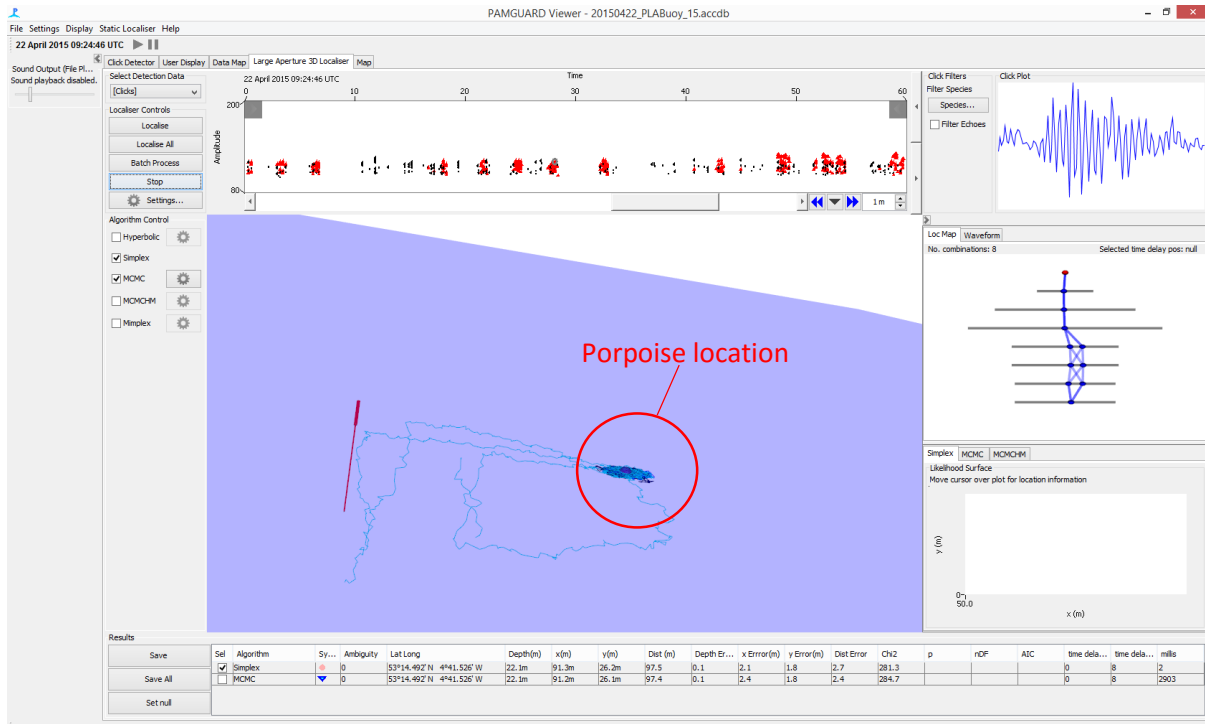 PAMGUARD Viewer - 20150422_PLABuoy_15.accdb
File Settings Display Static Localiser Help
22 April 2015 09:24:46 UTC
Sound Output (File Pl...
Sound playback disabled.
Click Detector User Display Data Map Large Aperture 3D Localiser Map
Select Detection Data
[Clicks]
Localiser Controls
Localise
Localise All
Batch Process
Stop
Settings...
Algorithm Control
Hyperbolic
Simplex
MCMC
MCMCHM
Mimplex
22 April 2015 09:24:46 UTC
Time
0 10 20 30 40 50 60
200
Amplitude
80
1 m
Porpoise location
Click Filters
Filter Species
Species...
Filter Echoes
Click Plot
Loc Map Waveform
No. combinations: 8 Selected time delay pos: null
Simplex MCMC MCMCHM
Likelihood Surface
Move cursor over plot for location information
y (m)
0
50.0
x (m)
Results
Save
Save All
Set null
Sel Algorithm Sy... Ambiguity Lat Long Depth(m) x(m) y(m) Dist (m) Depth Er... x Errror(m) y Error(m) Dist Error Chi2 p nDF AIC time dela... time dela... millis
Simplex 0 53°14.492' N 4°41.526' W 22.1m 91.3m 26.2m 97.5 0.1 2.1 1.8 2.7 281.3 0 8 2
MCMC 0 53°14.492' N 4°41.526' W 22.1m 91.2m 26.1m 97.4 0.1 2.4 1.8 2.4 284.7 0 8 2903